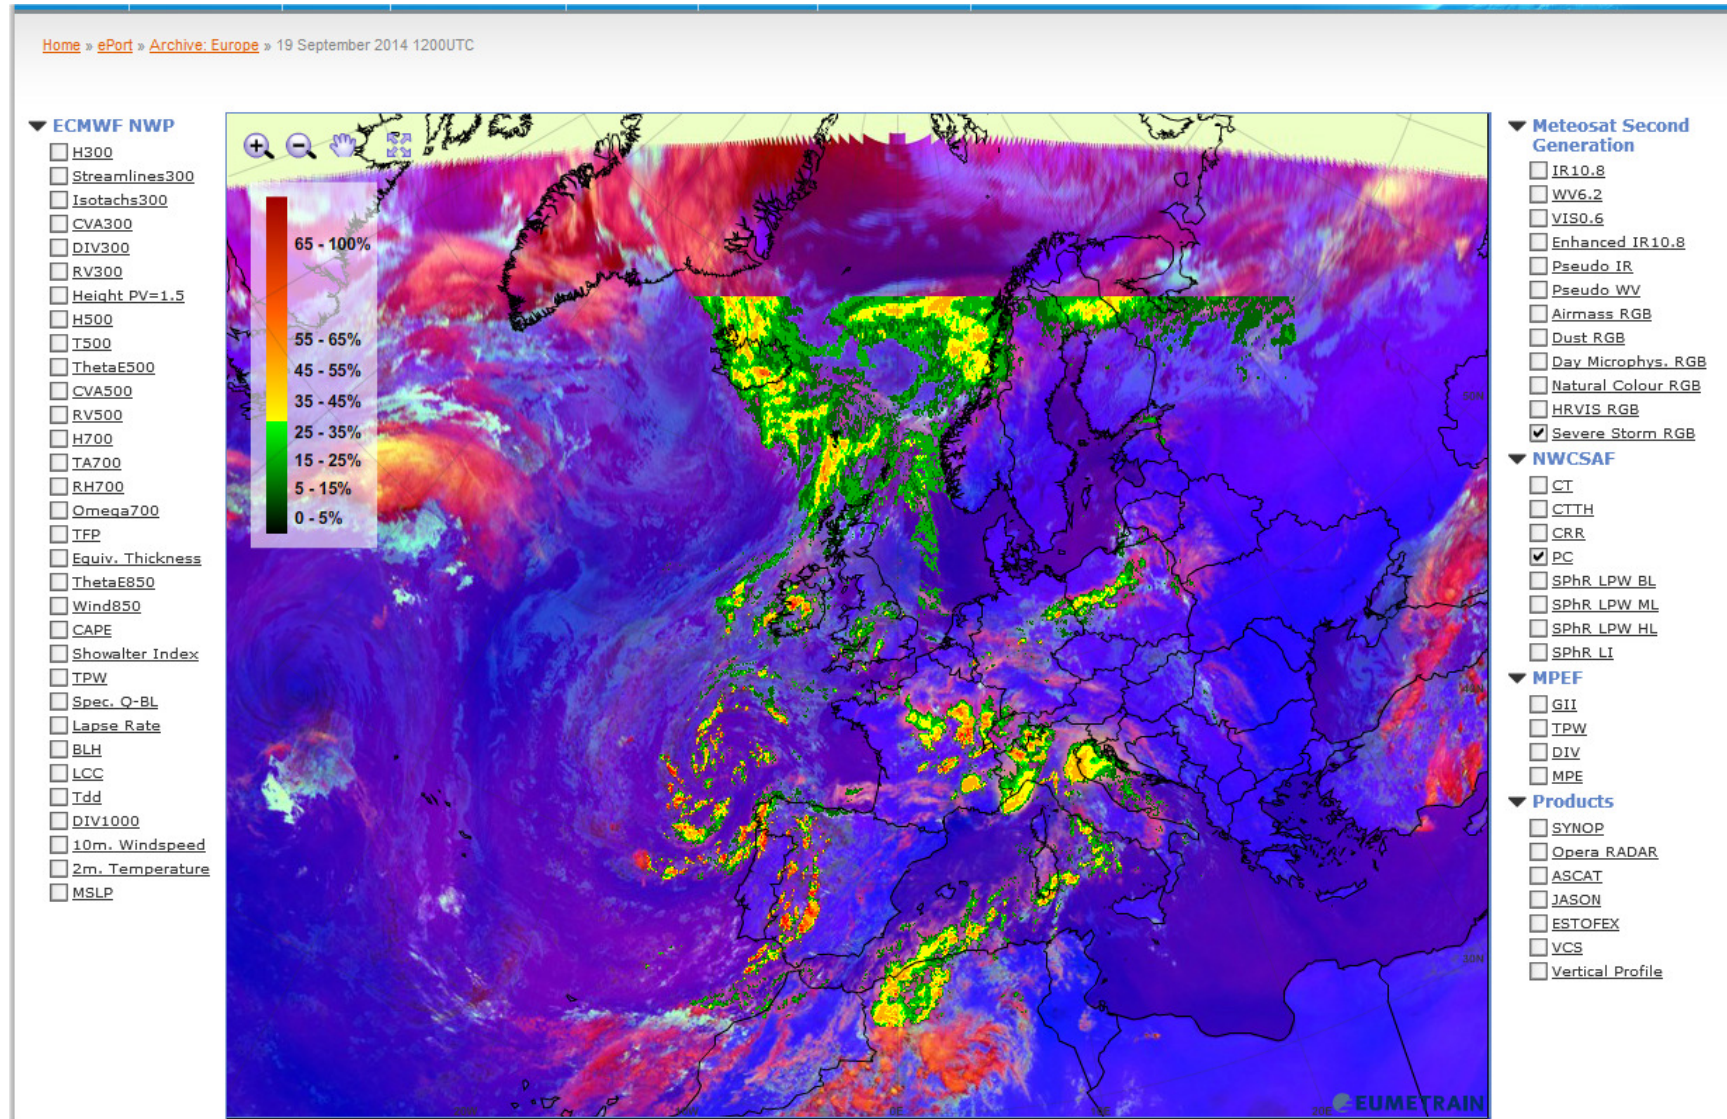 Home » ePort » Archive: Europe » 19 September 2014 1200UTC
ECMWF NWP
H300
Streamlines300
Isotachs300
CVA300
DIV300
RV300
Height PV=1.5
H500
T500
ThetaE500
CVA500
RV500
H700
TA700
RH700
Omega700
TFP
Equiv. Thickness
ThetaE850
Wind850
CAPE
Showalter Index
TPW
Spec. Q-BL
Lapse Rate
BLH
LCC
Tdd
DIV1000
10m. Windspeed
2m. Temperature
MSLP
65 - 100%
55 - 65%
45 - 55%
35 - 45%
25 - 35%
15 - 25%
5 - 15%
0 - 5%
50N
40N
30N
0E
EUMETRAIN
Meteosat Second
Generation
IR10.8
WV6.2
VIS0.6
Enhanced IR10.8
Pseudo IR
Pseudo WV
Airmass RGB
Dust RGB
Day Microphys. RGB
Natural Colour RGB
HRVIS RGB
Severe Storm RGB
NWCSAF
CT
CTTH
CRR
PC
SPhR LPW BL
SPhR LPW ML
SPhR LPW HL
SPhR LI
MPEF
GII
TPW
DIV
MPE
Products
SYNOP
Opera RADAR
ASCAT
JASON
ESTOFEX
VCS
Vertical Profile